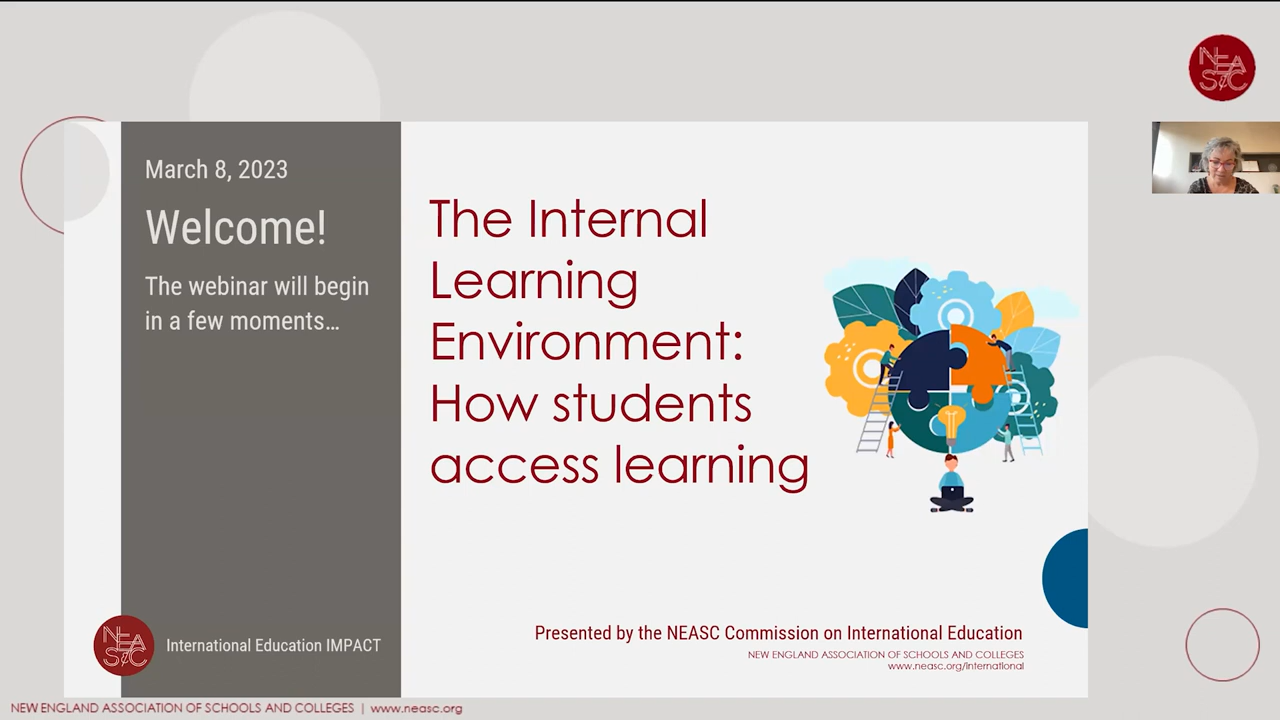 NEASC
March 8, 2023
Welcome!
The webinar will begin
in a few moments…
The Internal
Learning
Environment:
How students
access learning
NEASC
International Education IMPACT
Presented by the NEASC Commission on International Education
NEW ENGLAND ASSOCIATION OF SCHOOLS AND COLLEGES
www.neasc.org/international
NEW ENGLAND ASSOCIATION OF SCHOOLS AND COLLEGES | www.neasc.org